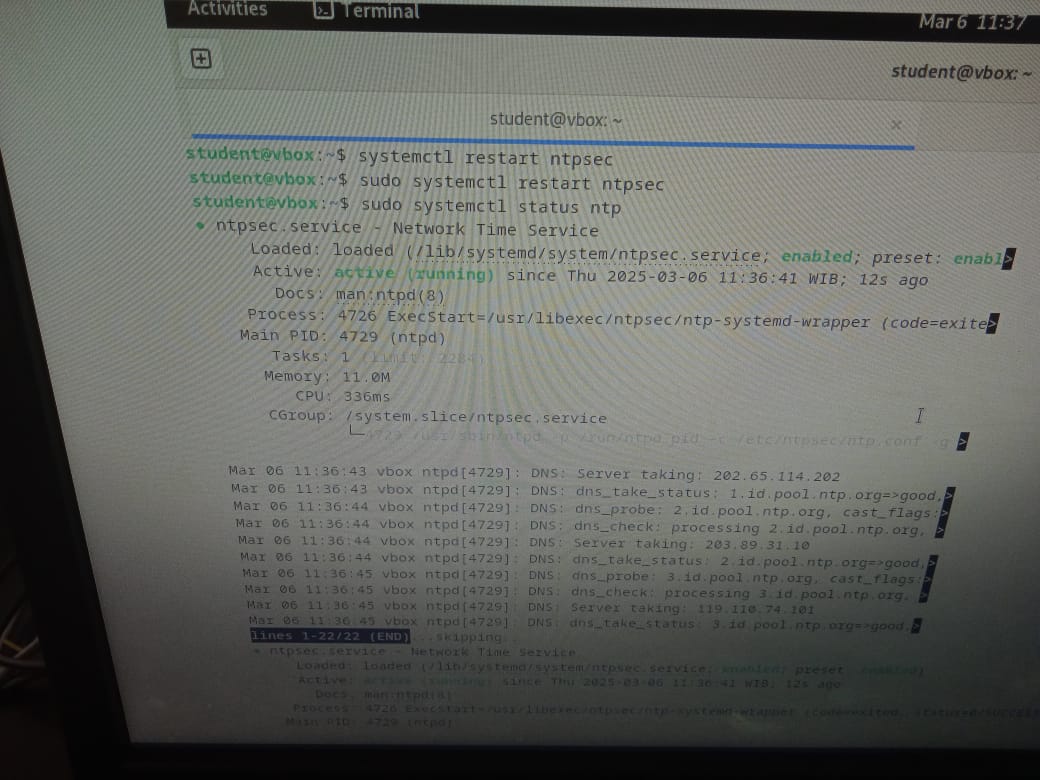 Activities Terminal Mar 6 11:37
student@vbox: ~
student@vbox: ~ ×
student@vbox:~$ systemctl restart ntpsec
student@vbox:~$ sudo systemctl restart ntpsec
student@vbox:~$ sudo systemctl status ntp
● ntpsec.service - Network Time Service
Loaded: loaded (/lib/systemd/system/ntpsec.service; enabled; preset: enabl>
Active: active (running) since Thu 2025-03-06 11:36:41 WIB; 12s ago
Docs: man:ntpd(8)
Process: 4726 ExecStart=/usr/libexec/ntpsec/ntp-systemd-wrapper (code=exite>
Main PID: 4729 (ntpd)
Tasks: 1 (limit: 2284)
Memory: 11.0M
CPU: 336ms
CGroup: /system.slice/ntpsec.service
└─4729 /usr/sbin/ntpd -p /run/ntpd.pid -c /etc/ntpsec/ntp.conf -g >
Mar 06 11:36:43 vbox ntpd[4729]: DNS: Server taking: 202.65.114.202
Mar 06 11:36:43 vbox ntpd[4729]: DNS: dns_take_status: 1.id.pool.ntp.org=>good,>
Mar 06 11:36:44 vbox ntpd[4729]: DNS: dns_probe: 2.id.pool.ntp.org, cast_flags:>
Mar 06 11:36:44 vbox ntpd[4729]: DNS: dns_check: processing 2.id.pool.ntp.org, >
Mar 06 11:36:44 vbox ntpd[4729]: DNS: Server taking: 203.89.31.10
Mar 06 11:36:44 vbox ntpd[4729]: DNS: dns_take_status: 2.id.pool.ntp.org=>good,>
Mar 06 11:36:45 vbox ntpd[4729]: DNS: dns_probe: 3.id.pool.ntp.org, cast_flags:>
Mar 06 11:36:45 vbox ntpd[4729]: DNS: dns_check: processing 3.id.pool.ntp.org, >
Mar 06 11:36:45 vbox ntpd[4729]: DNS: Server taking: 119.110.74.101
Mar 06 11:36:45 vbox ntpd[4729]: DNS: dns_take_status: 3.id.pool.ntp.org=>good,>
lines 1-22/22 (END)...skipping...
● ntpsec.service - Network Time Service
Loaded: loaded (/lib/systemd/system/ntpsec.service; enabled; preset: enabled)
Active: active (running) since Thu 2025-03-06 11:36:41 WIB; 12s ago
Docs: man:ntpd(8)
Process: 4726 ExecStart=/usr/libexec/ntpsec/ntp-systemd-wrapper (code=exited,
Main PID: 4729 (ntpd)